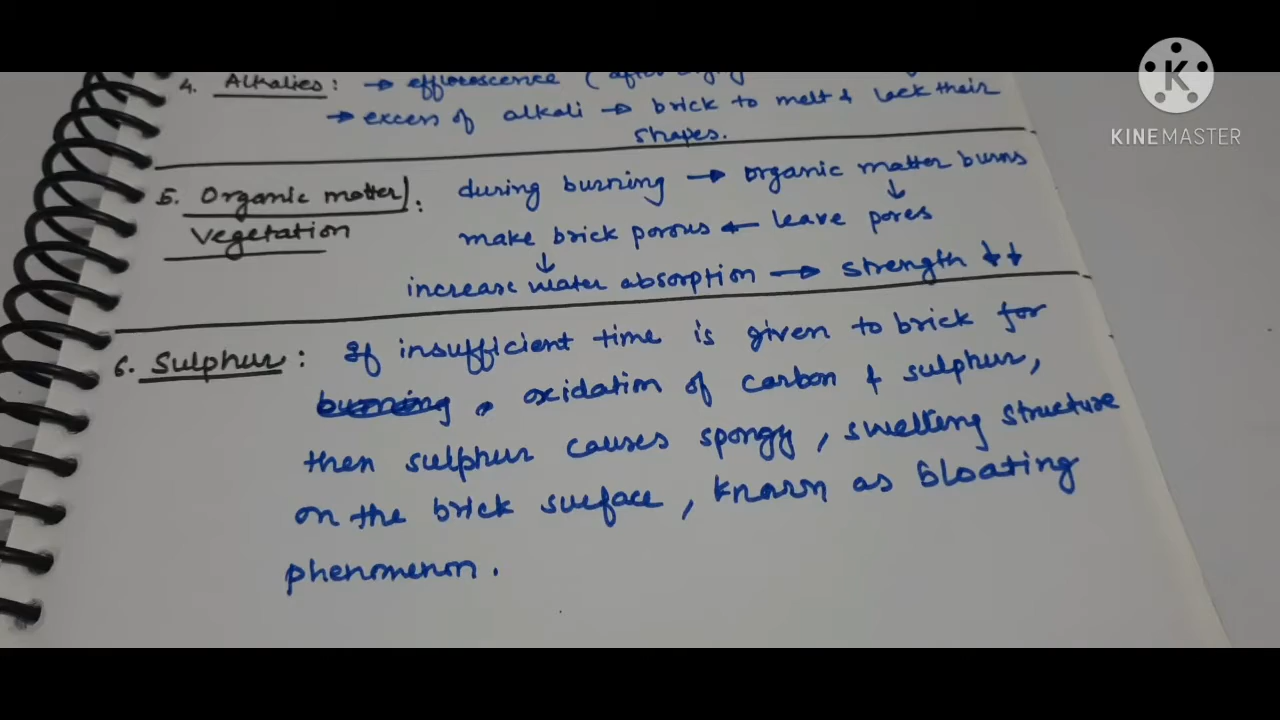 4. Alkalies : → efflorescence ( after
→ excess of alkali → brick to melt & lack their
shapes.
5. Organic matter/ : during burning → organic matter burns
Vegetation
↓
make brick porous ← leave pores
↓
increase water absorption → strength ↓↓
6. Sulphur : If insufficient time is given to brick for
oxidation of carbon & sulphur,
then sulphur causes spongy, swelling structure
on the brick surface, known as bloating
phenomenon.
K
KINEMASTER